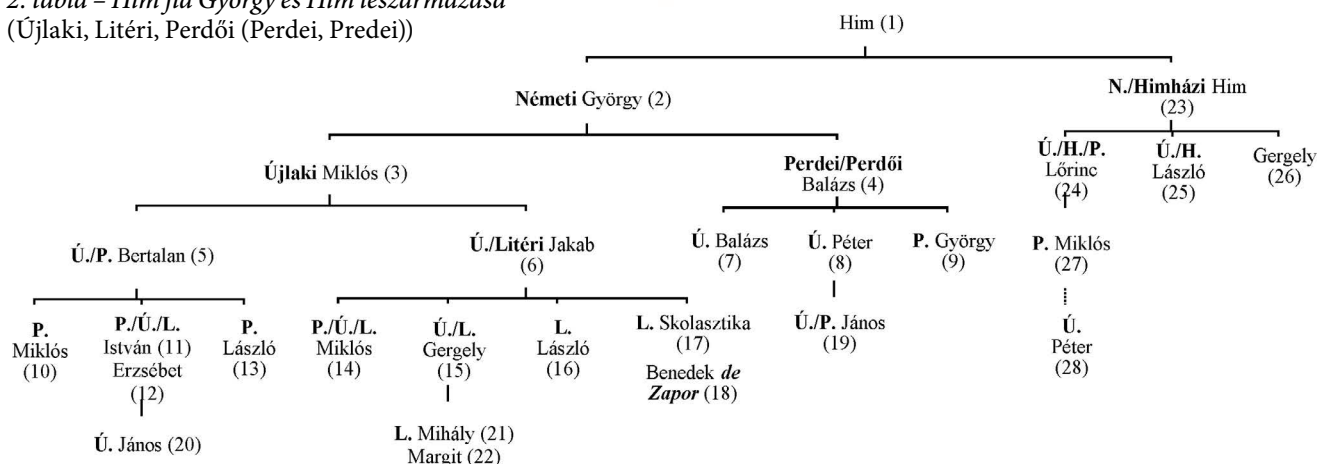 2. tábla – Him fia György és Him leszármazása
(Újlaki, Litéri, Perdői (Perdei, Predei))
Him (1)
Németi György (2)
N./Himházi Him
(23)
Újlaki Miklós (3)
Perdei/Perdői
Balázs (4)
Ú./H./P.
Lőrinc
(24)
Ú./H.
László
(25)
Gergely
(26)
Ú./P. Bertalan (5)
Ú./Litéri Jakab
(6)
Ú. Balázs
(7)
Ú. Péter
(8)
P. György
(9)
P. Miklós
(27)
P.
Miklós
(10)
P./Ú./L.
István (11)
Erzsébet
(12)
P.
László
(13)
P./Ú./L.
Miklós
(14)
Ú./L.
Gergely
(15)
L.
László
(16)
L. Skolasztika
(17)
Benedek de
Zapor (18)
Ú./P. János
(19)
Ú.
Péter
(28)
Ú. János (20)
L. Mihály (21)
Margit (22)